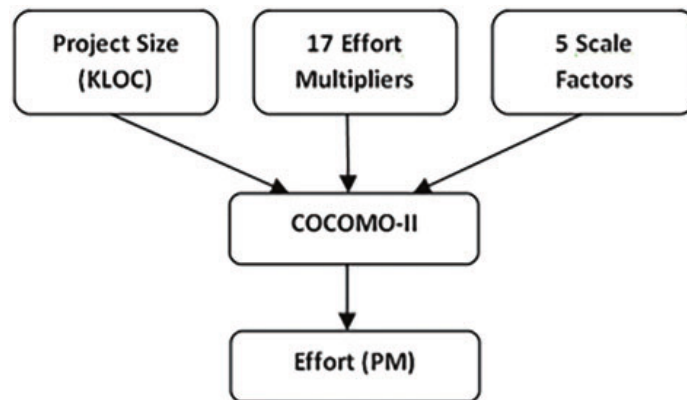 Project Size
(KLOC)
17 Effort
Multipliers
5 Scale
Factors
COCOMO-II
Effort (PM)